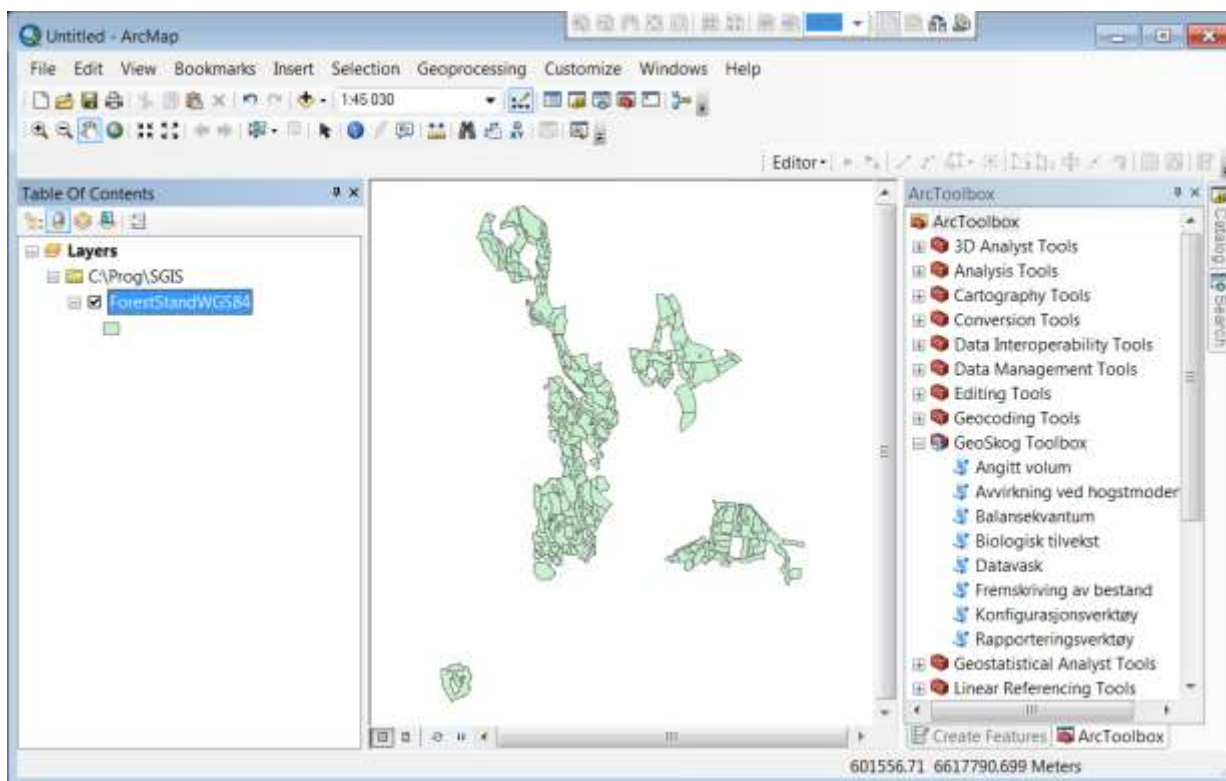 Untitled - ArcMap
File Edit View Bookmarks Insert Selection Geoprocessing Customize Windows Help
1:45 030
Editor
Table Of Contents
Layers
C:\Prog\SGIS
ForestStandWGS84
ArcToolbox
ArcToolbox
3D Analyst Tools
Analysis Tools
Cartography Tools
Conversion Tools
Data Interoperability Tools
Data Management Tools
Editing Tools
Geocoding Tools
GeoSkog Toolbox
Angitt volum
Avvirkning ved hogstmoder
Balansekvantum
Biologisk tilvekst
Datavask
Fremskriving av bestand
Konfigurasjonsverktøy
Rapporteringsverktøy
Geostatistical Analyst Tools
Linear Referencing Tools
Create Features ArcToolbox
Catalog
Search
601556.71 6617790.699 Meters